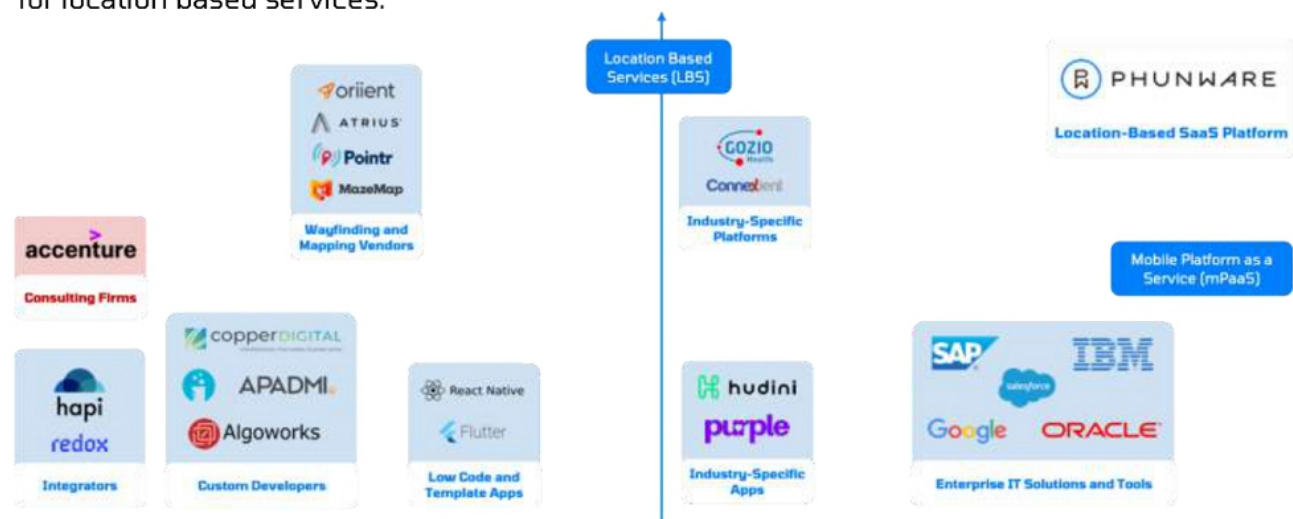 for location based services.
Location Based
Services (LBS)
oriient
ATRIUS
Pointr
MazeMap
Wayfinding and
Mapping Vendors
PHUNWARE
Location-Based SaaS Platform
GOZIO
Health
Connexient
Industry-Specific
Platforms
accenture
Consulting Firms
Mobile Platform as a
Service (mPaaS)
copperDIGITAL
APADMI
Algoworks
Custom Developers
hapi
redox
Integrators
React Native
Flutter
Low Code and
Template Apps
hudini
purple
Industry-Specific
Apps
SAP
IBM
salesforce
Google
ORACLE
Enterprise IT Solutions and Tools